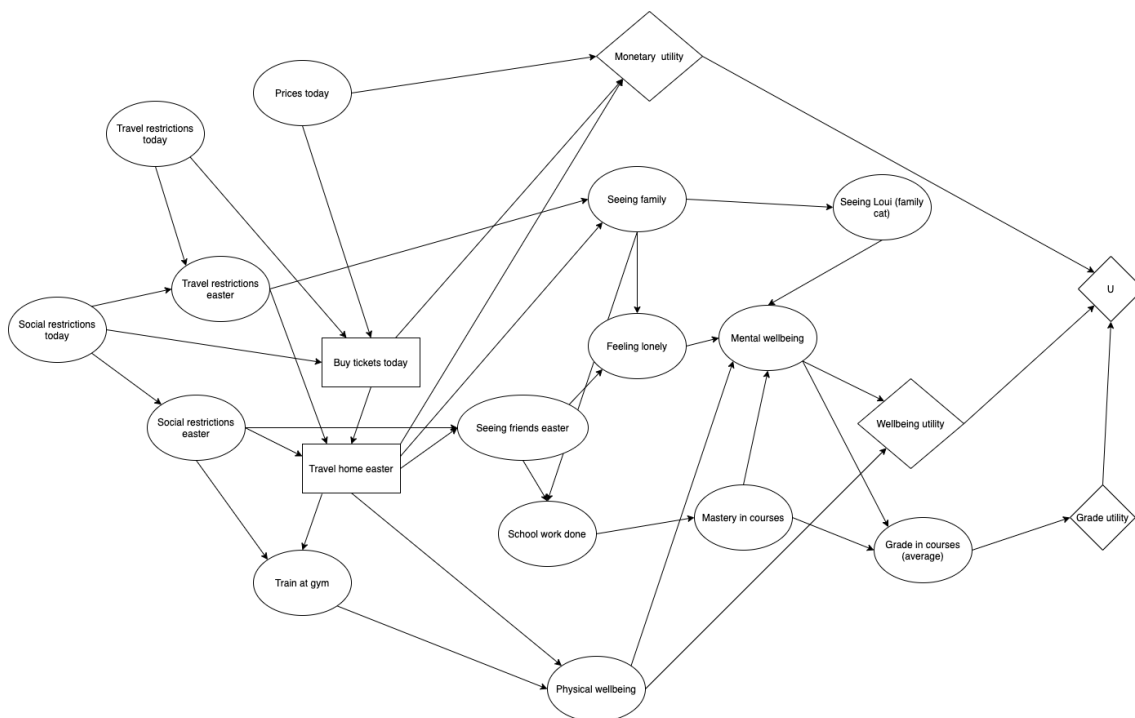 Monetary utility
Prices today
Travel restrictions
today
Seeing family
Seeing Loui (family
cat)
Travel restrictions
easter
U
Social restrictions
today
Feeling lonely
Mental wellbeing
Buy tickets today
Social restrictions
easter
Seeing friends easter
Wellbeing utility
Travel home easter
Mastery in courses
Grade utility
School work done
Grade in courses
(average)
Train at gym
Physical wellbeing